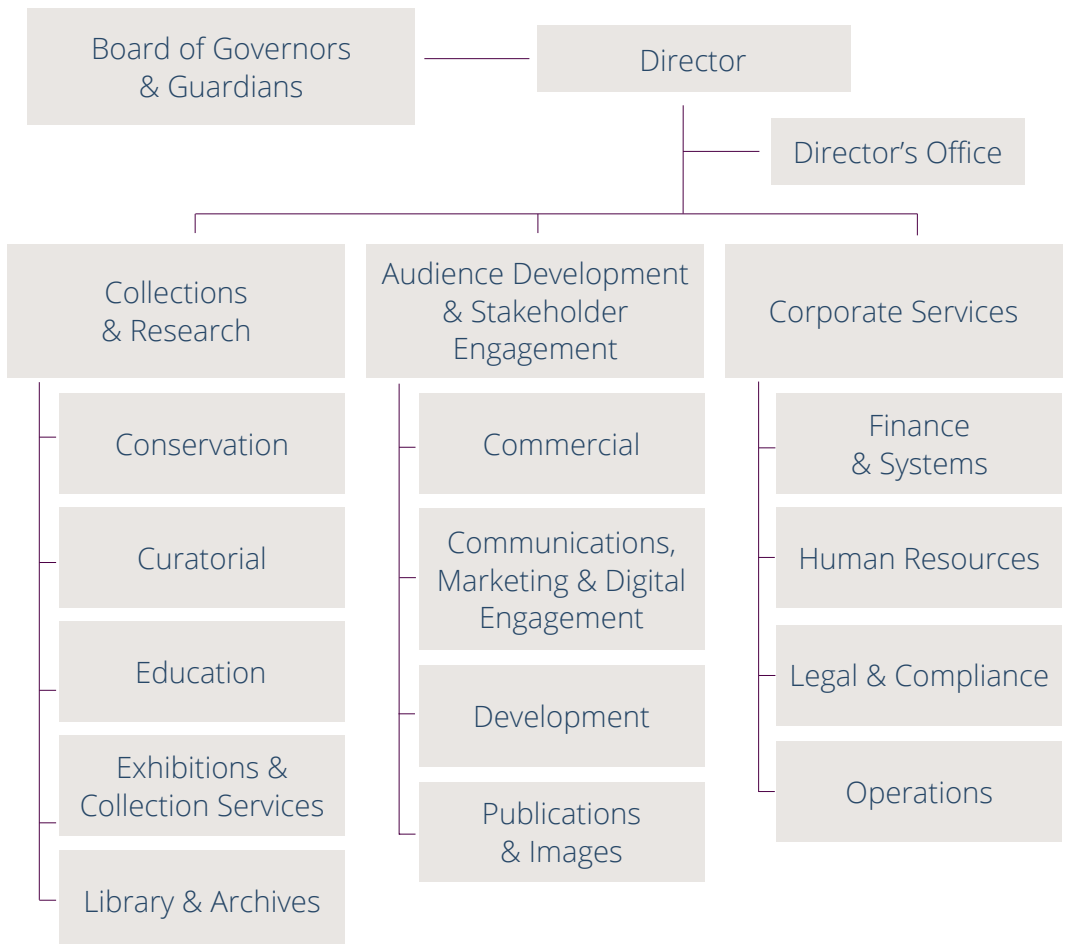 Board of Governors
& Guardians
Director
Director’s Office
Collections
& Research
Conservation
Curatorial
Education
Exhibitions &
Collection Services
Library & Archives
Audience Development
& Stakeholder
Engagement
Commercial
Communications,
Marketing & Digital
Engagement
Development
Publications
& Images
Corporate Services
Finance
& Systems
Human Resources
Legal & Compliance
Operations